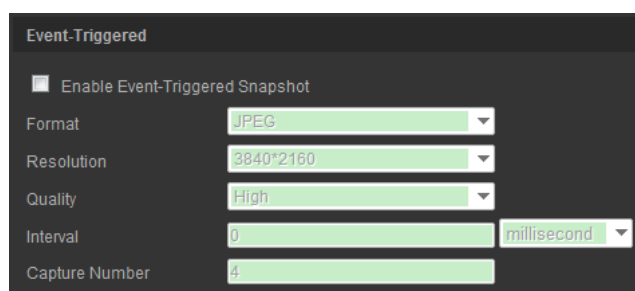 Event-Triggered
Enable Event-Triggered Snapshot
Format JPEG
Resolution 3840*2160
Quality High
Interval 0 millisecond
Capture Number 4